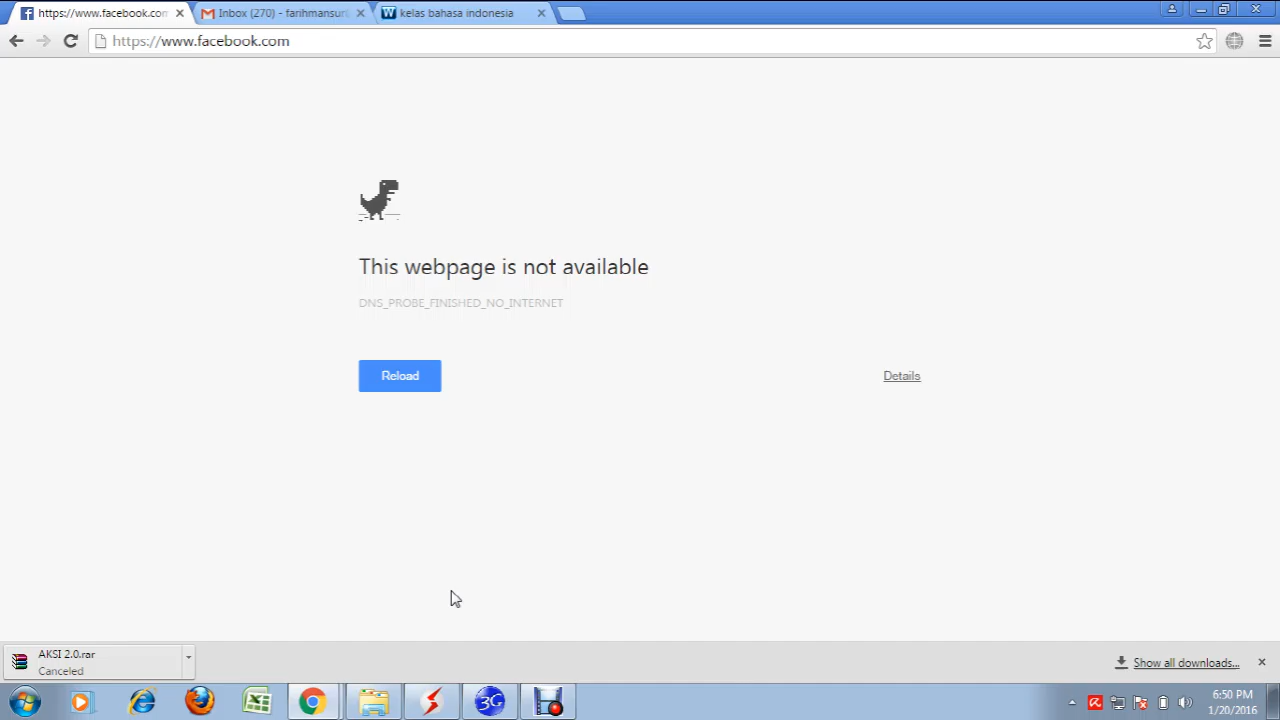 https://www.facebook.com
Inbox (270) - farihmansur
kelas bahasa indonesia
https://www.facebook.com
This webpage is not available
DNS_PROBE_FINISHED_NO_INTERNET
Reload
Details
AKSI 2.0.rar
Canceled
Show all downloads...
3G
6:50 PM
1/20/2016